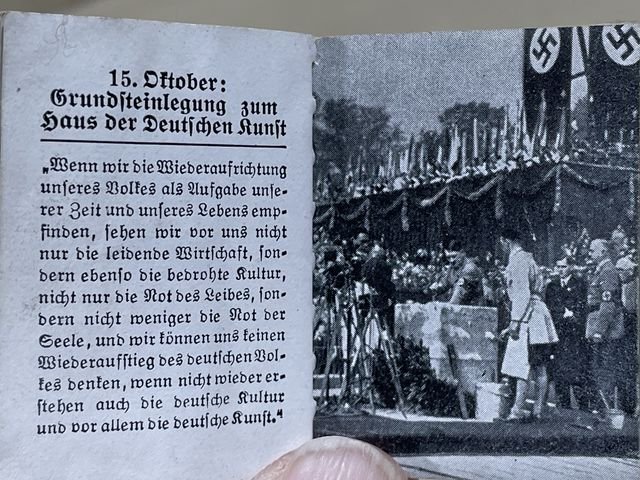 15. Oktober:
Grundsteinlegung zum
Haus der Deutschen Kunst
„Wenn wir die Wiederaufrichtung
unseres Volkes als Aufgabe unse-
rer Zeit und unseres Lebens emp-
finden, sehen wir vor uns nicht
nur die leidende Wirtschaft, son-
dern ebenso die bedrohte Kultur,
nicht nur die Not des Leibes, son-
dern nicht weniger die Not der
Seele, und wir können uns keinen
Wiederaufstieg des deutschen Vol-
kes denken, wenn nicht wieder er-
stehen auch die deutsche Kultur
und vor allem die deutsche Kunst.“